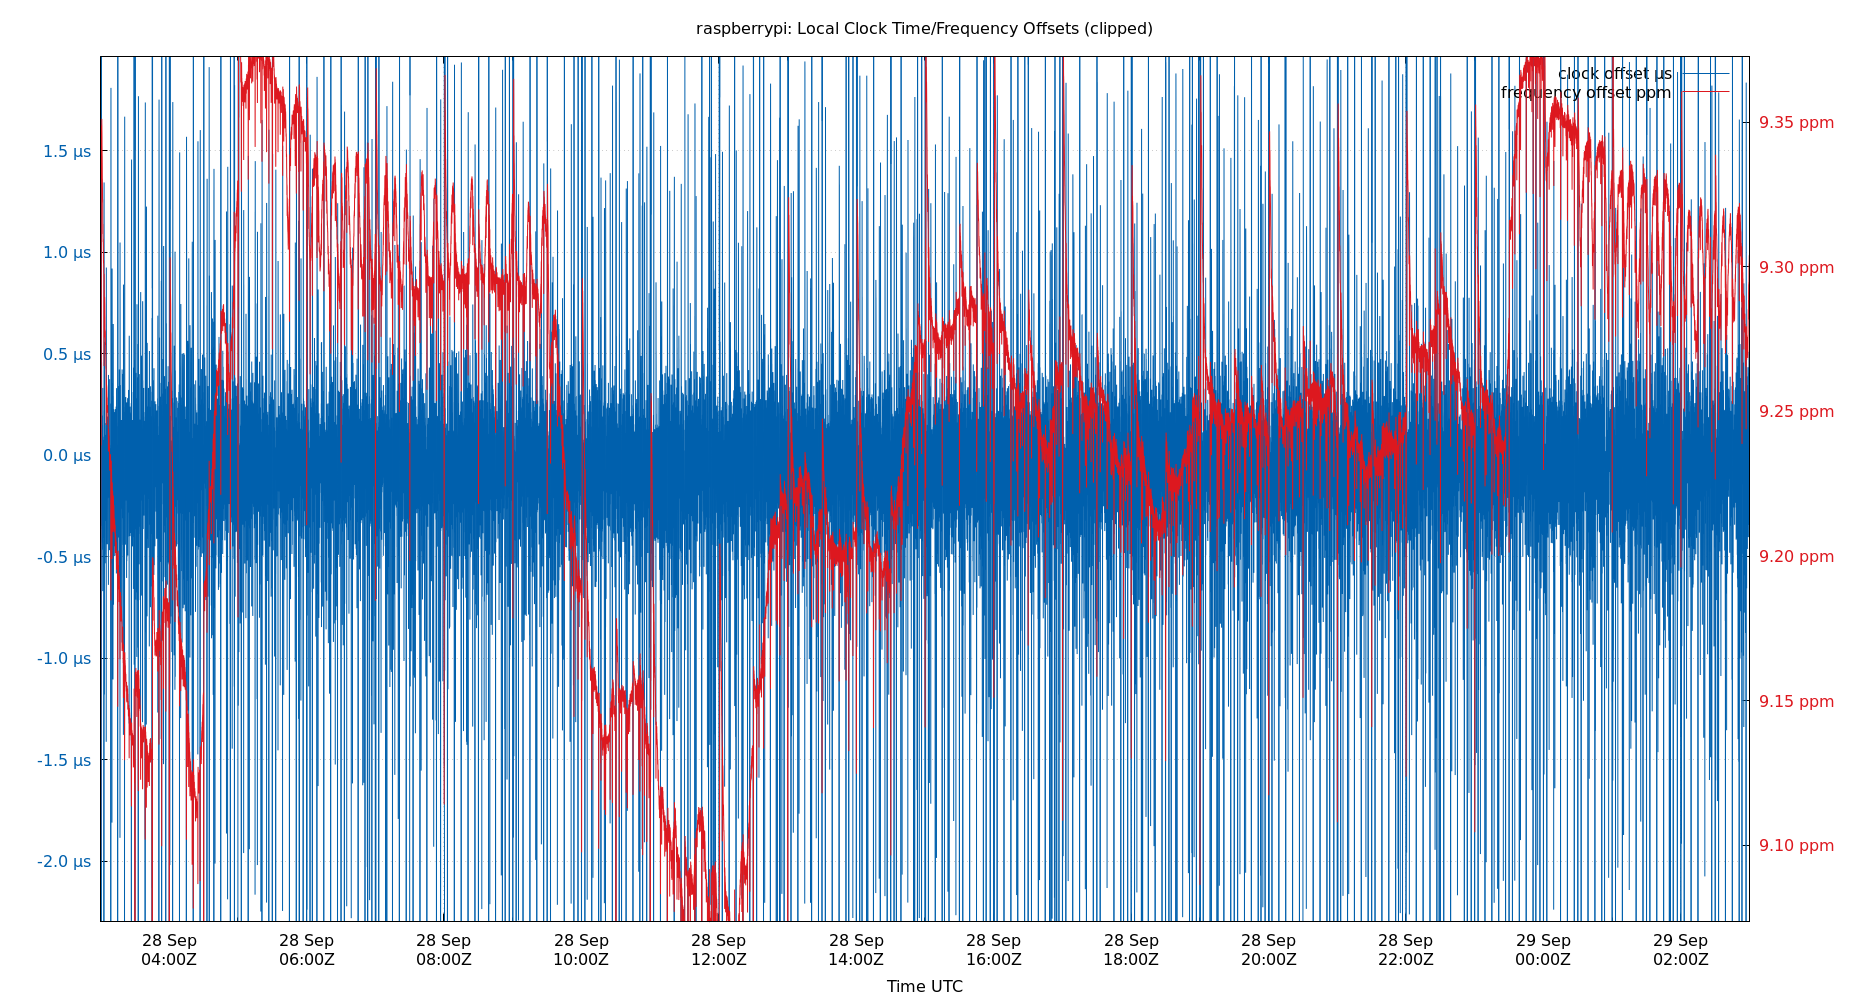 raspberrypi: Local Clock Time/Frequency Offsets (clipped)
clock offset µs
frequency offset ppm
1.5 µs
1.0 µs
0.5 µs
0.0 µs
-0.5 µs
-1.0 µs
-1.5 µs
-2.0 µs
9.35 ppm
9.30 ppm
9.25 ppm
9.20 ppm
9.15 ppm
9.10 ppm
28 Sep 28 Sep 28 Sep 28 Sep 28 Sep 28 Sep 28 Sep 28 Sep 28 Sep 28 Sep 29 Sep 29 Sep
04:00Z 06:00Z 08:00Z 10:00Z 12:00Z 14:00Z 16:00Z 18:00Z 20:00Z 22:00Z 00:00Z 02:00Z
Time UTC